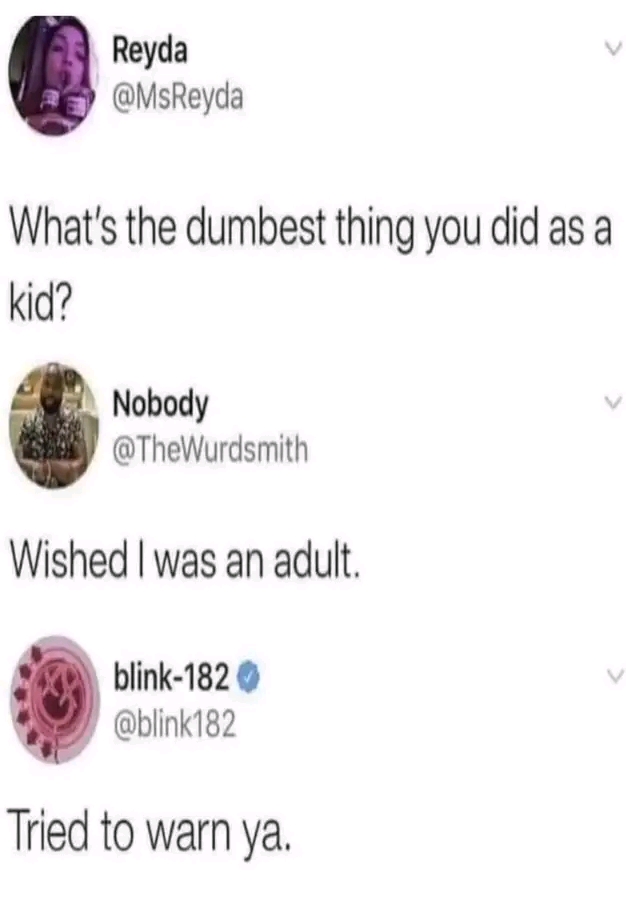 Reyda
@MsReyda
What's the dumbest thing you did as a
kid?
Nobody
@TheWurdsmith
Wished I was an adult.
blink-182
@blink182
Tried to warn ya.